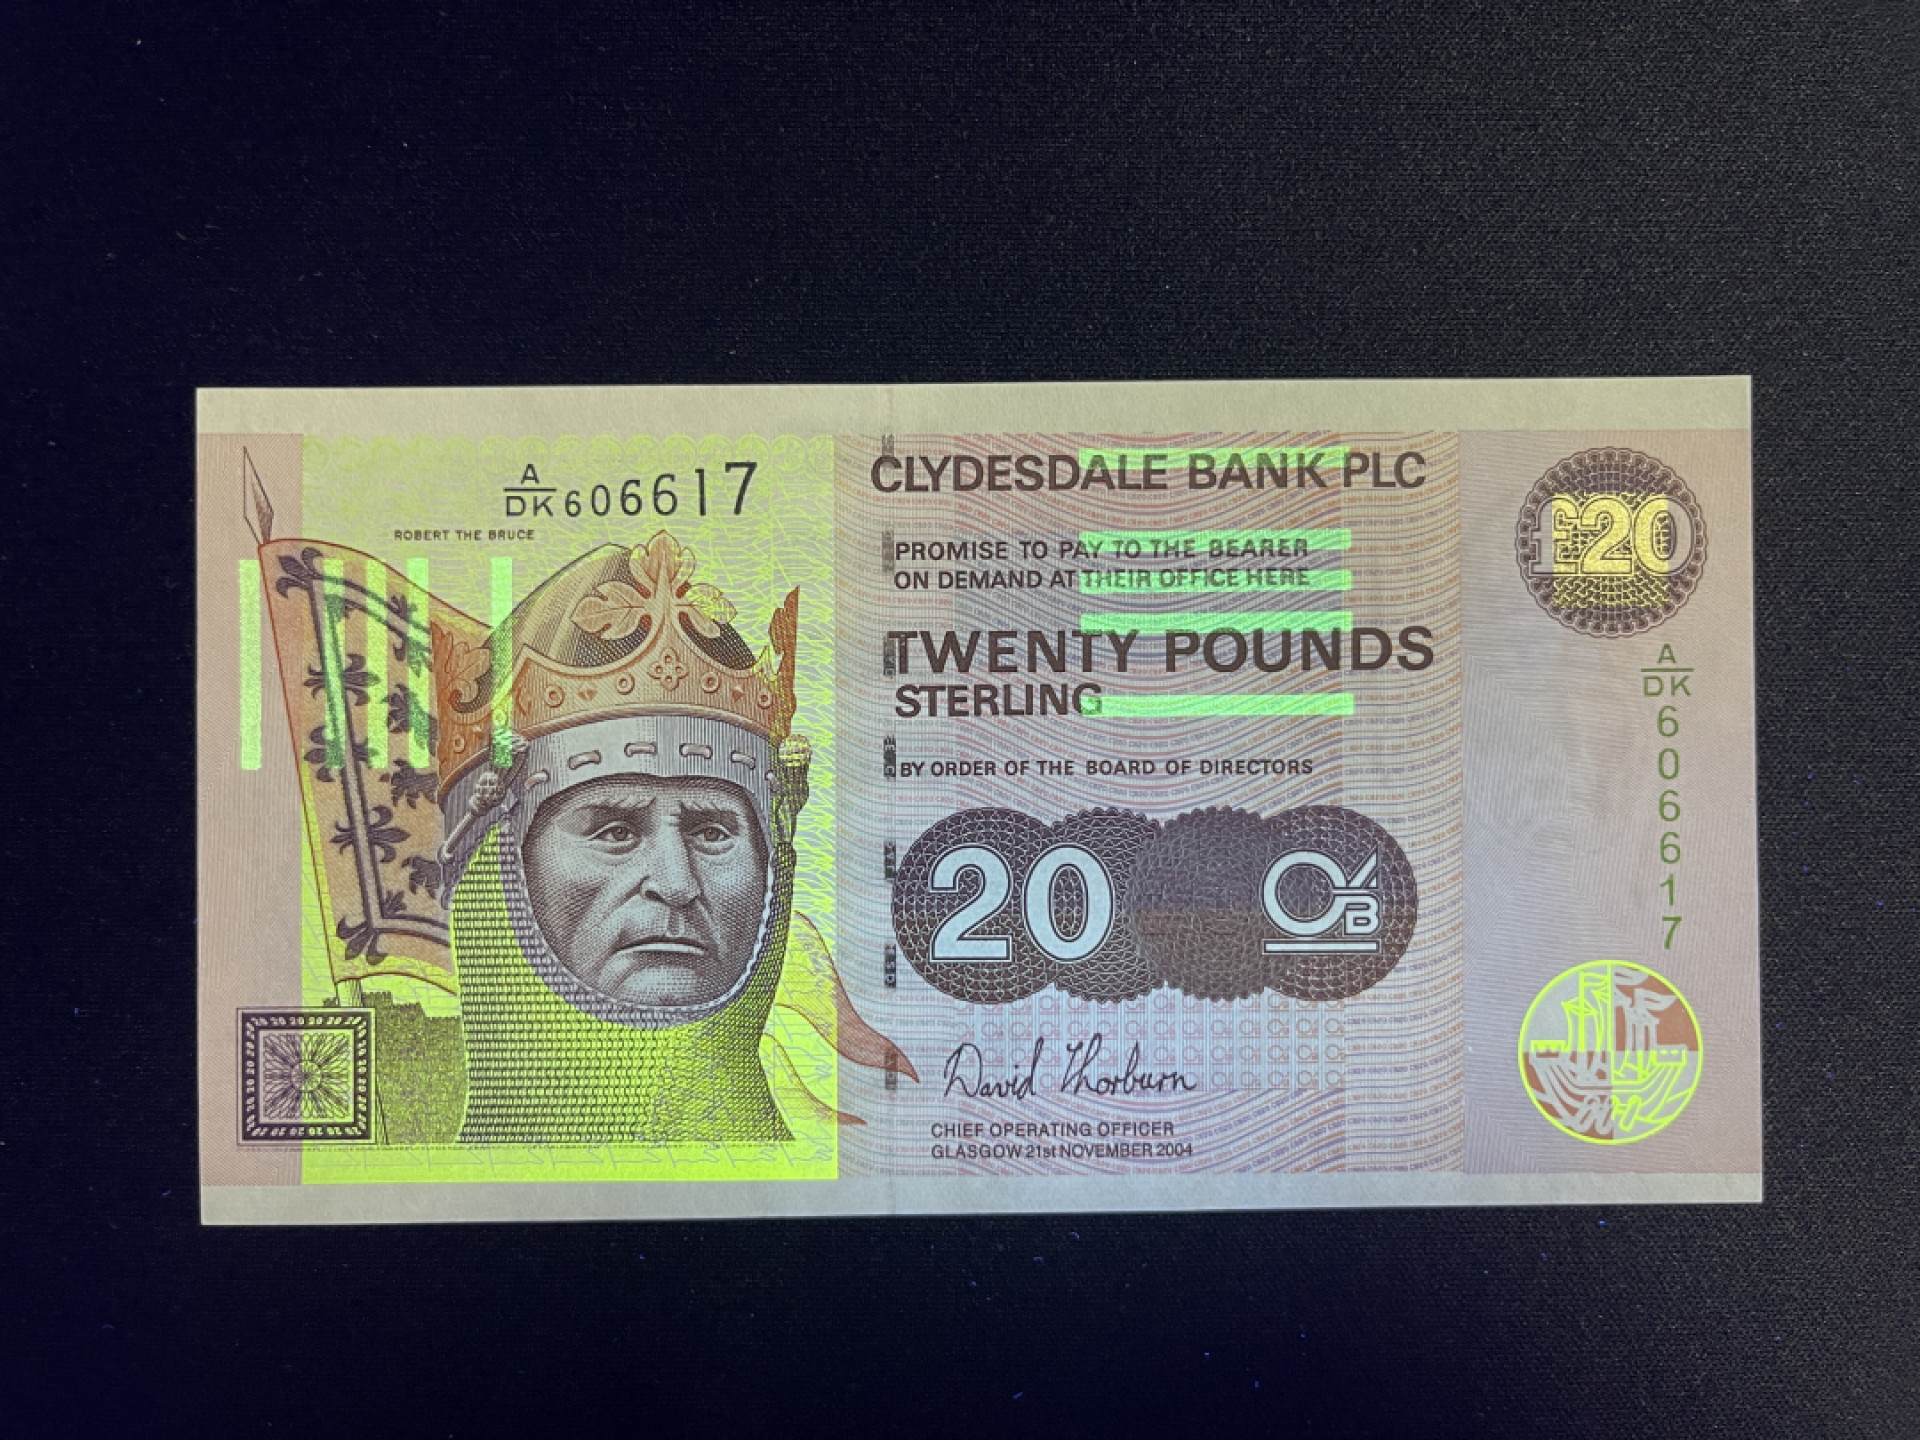 A
DK 606617
ROBERT THE BRUCE
CLYDESDALE BANK PLC
PROMISE TO PAY TO THE BEARER
ON DEMAND AT THEIR OFFICE HERE
TWENTY POUNDS
STERLING
BY ORDER OF THE BOARD OF DIRECTORS
20
CB
David Thorburn
CHIEF OPERATING OFFICER
GLASGOW 21st NOVEMBER 2004
£20
A
DK
606617